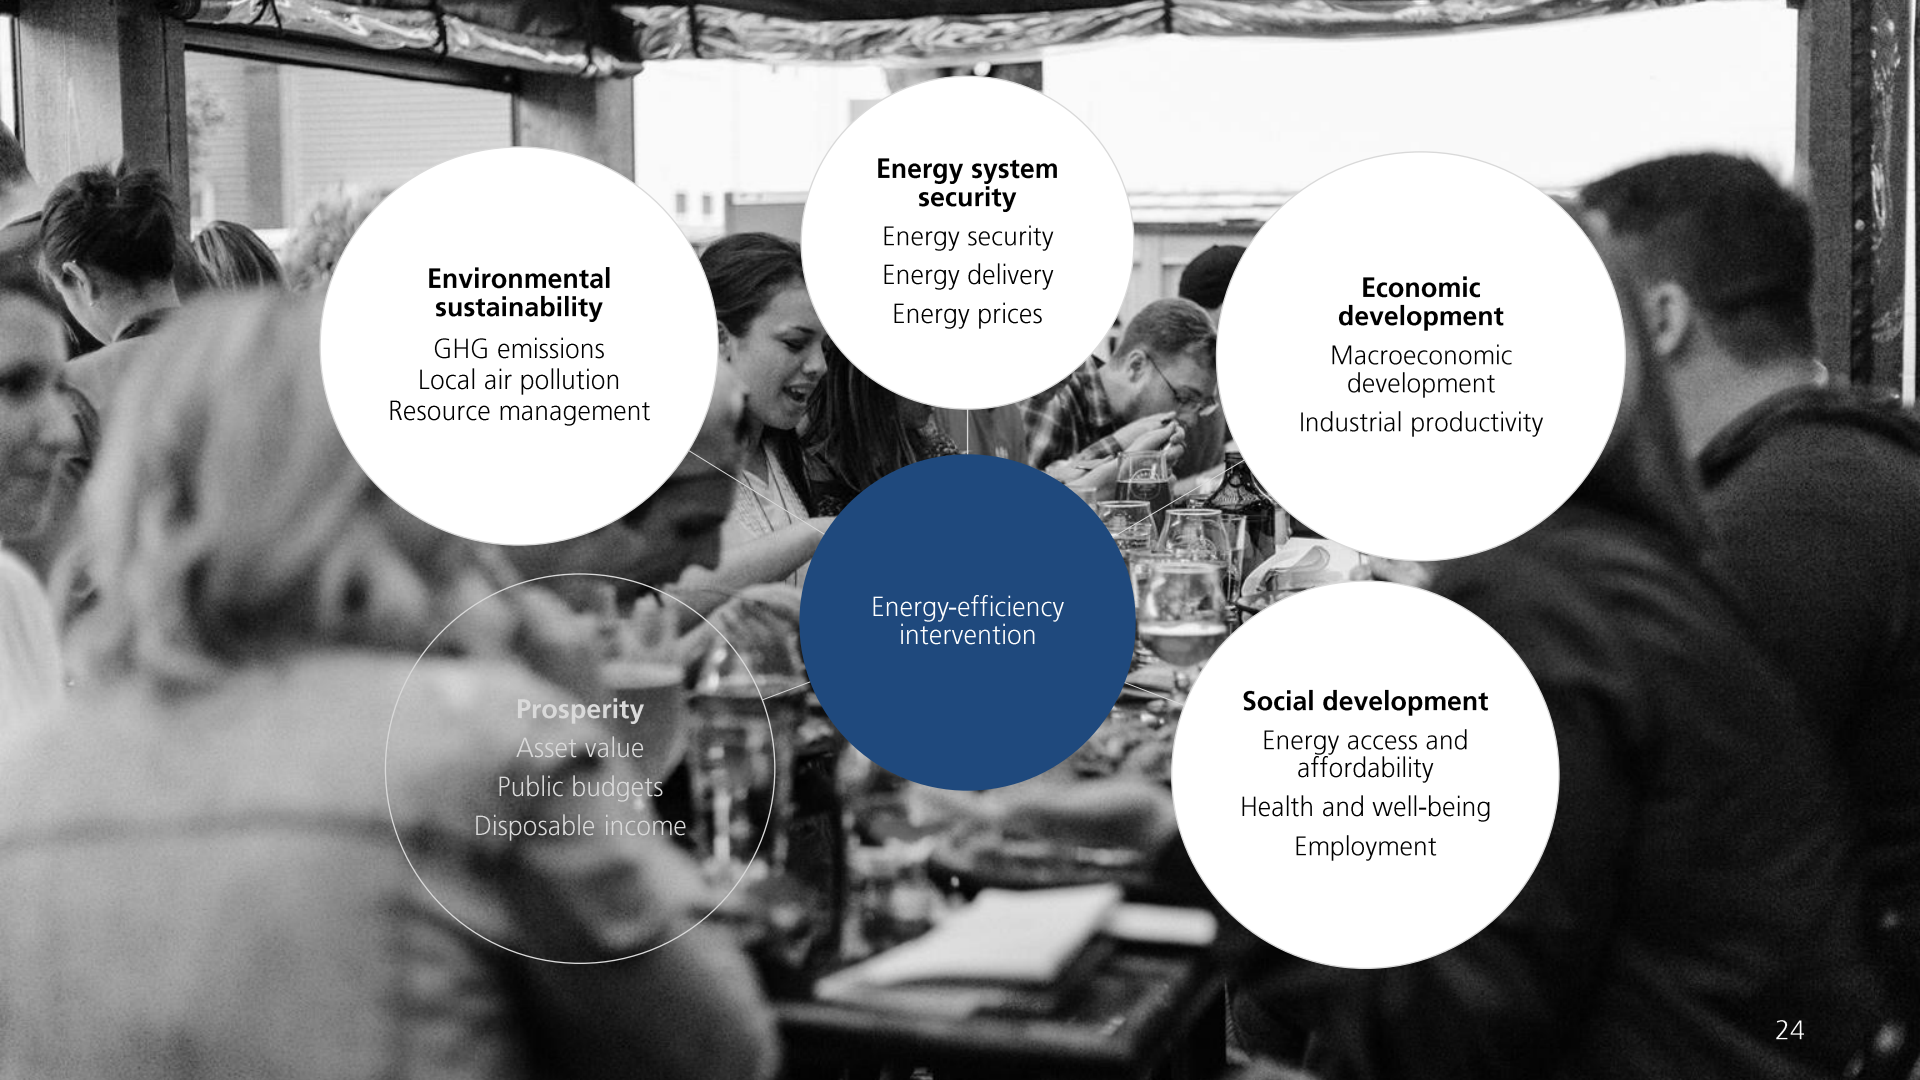 Energy system
security
Energy security
Energy delivery
Energy prices
Environmental
sustainability
GHG emissions
Local air pollution
Resource management
Economic
development
Macroeconomic
development
Industrial productivity
Energy-efficiency
intervention
Prosperity
Asset value
Public budgets
Disposable income
Social development
Energy access and
affordability
Health and well-being
Employment
24